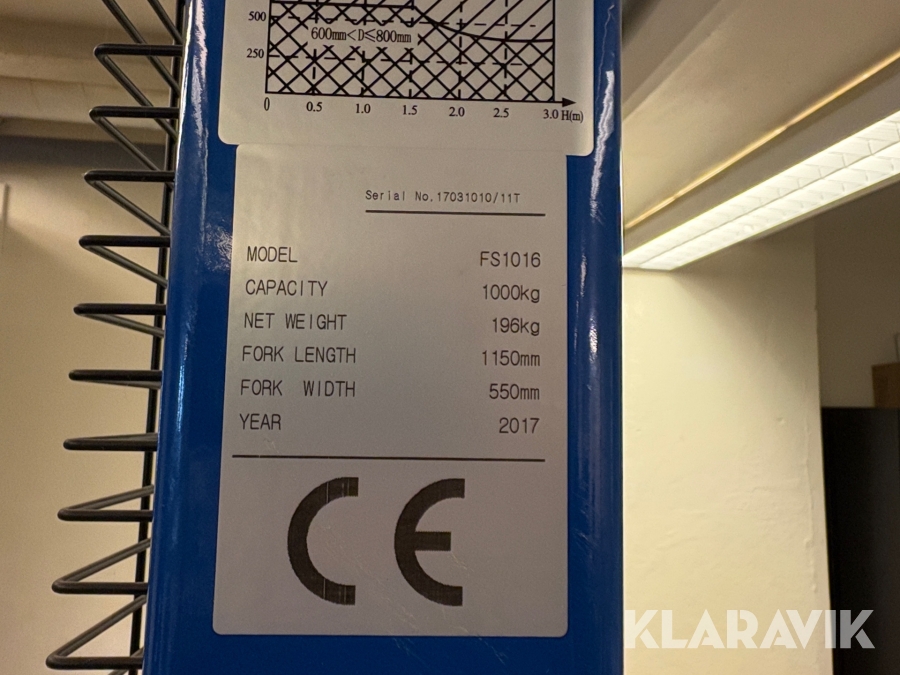 500
600mm<D≤800mm
250
0 0.5 1.0 1.5 2.0 2.5 3.0 H(m)
Serial No.17031010/11T
MODEL FS1016
CAPACITY 1000kg
NET WEIGHT 196kg
FORK LENGTH 1150mm
FORK WIDTH 550mm
YEAR 2017
CE
KLARAVIK